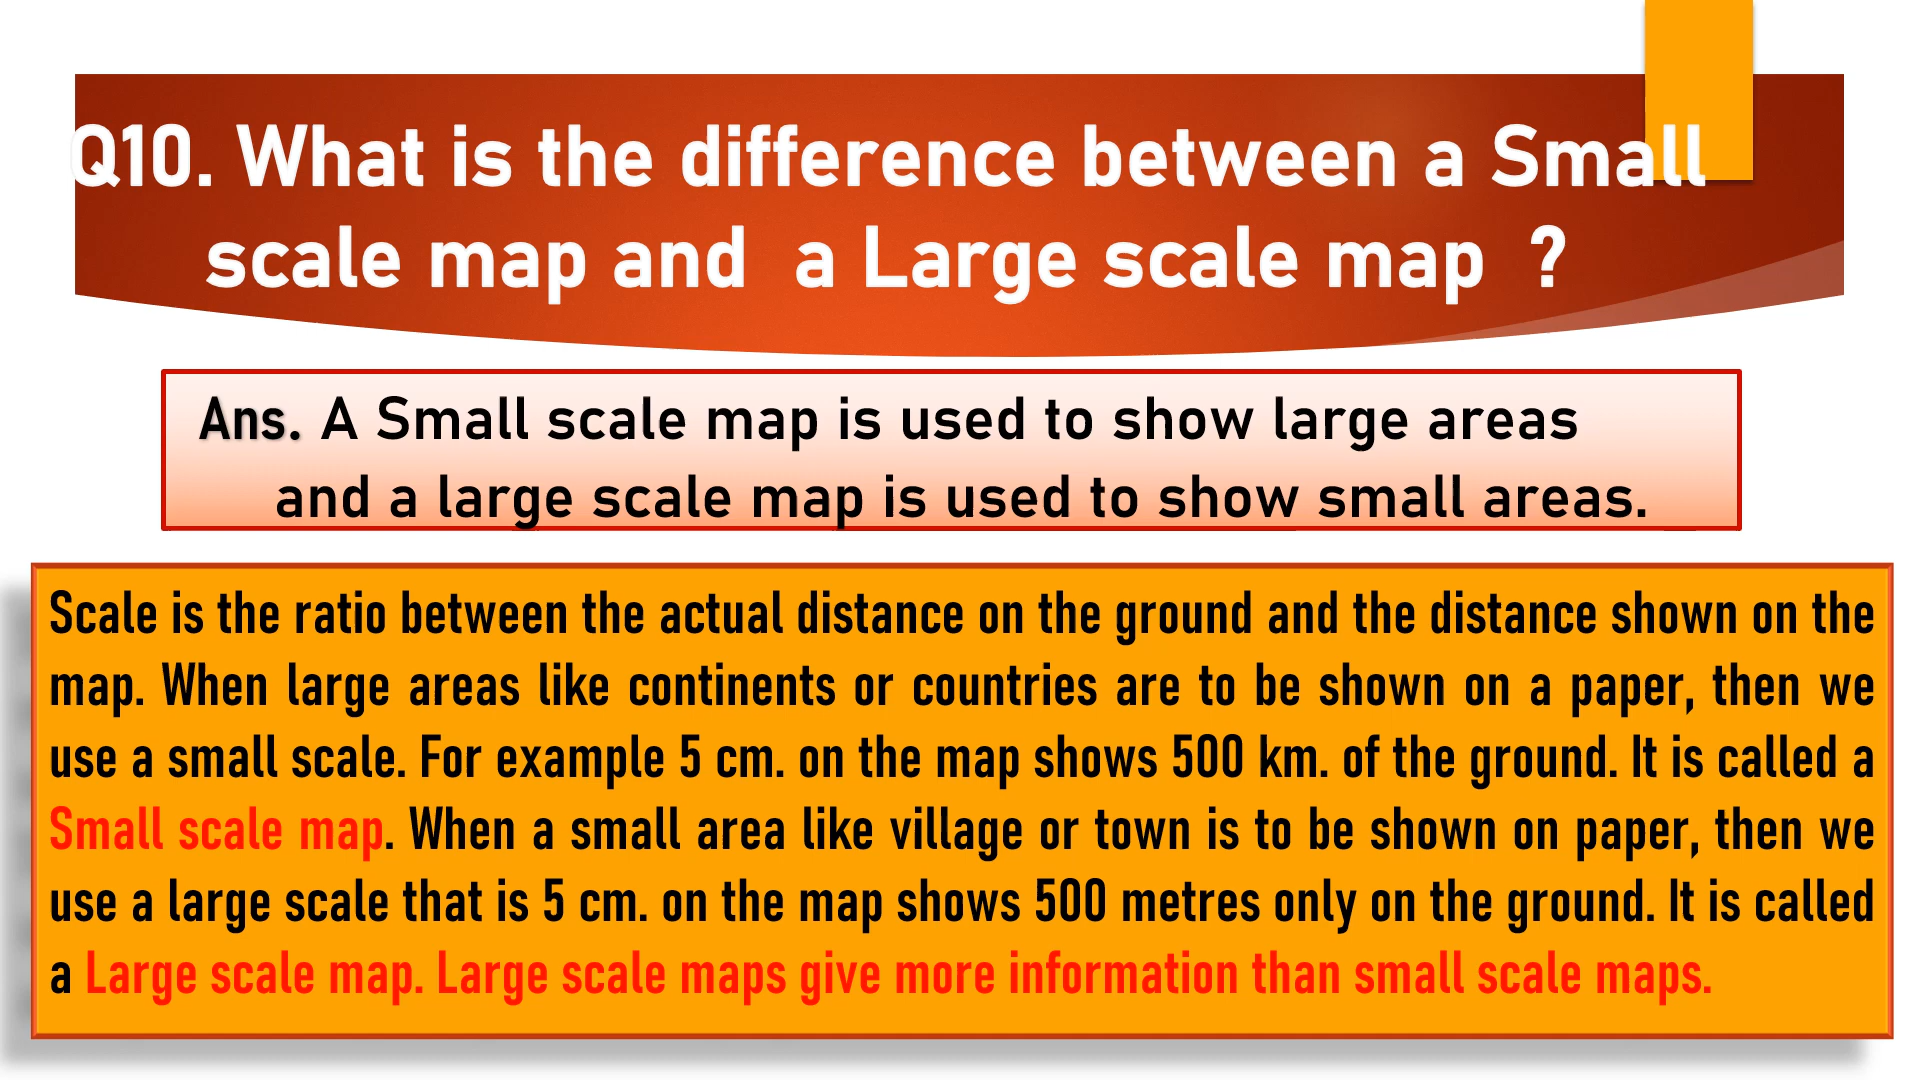 Q10. What is the difference between a Small
scale map and a Large scale map ?
Ans. A Small scale map is used to show large areas
and a large scale map is used to show small areas.
Scale is the ratio between the actual distance on the ground and the distance shown on the
map. When large areas like continents or countries are to be shown on a paper, then we
use a small scale. For example 5 cm. on the map shows 500 km. of the ground. It is called a
Small scale map. When a small area like village or town is to be shown on paper, then we
use a large scale that is 5 cm. on the map shows 500 metres only on the ground. It is called
a Large scale map. Large scale maps give more information than small scale maps.